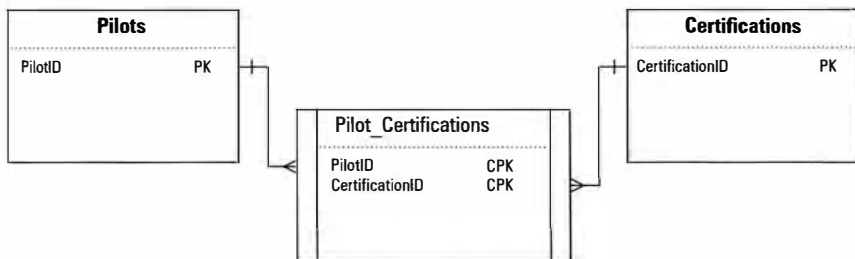 Pilots
PilotID PK
Certifications
CertificationID PK
Pilot_Certifications
PilotID CPK
CertificationID CPK